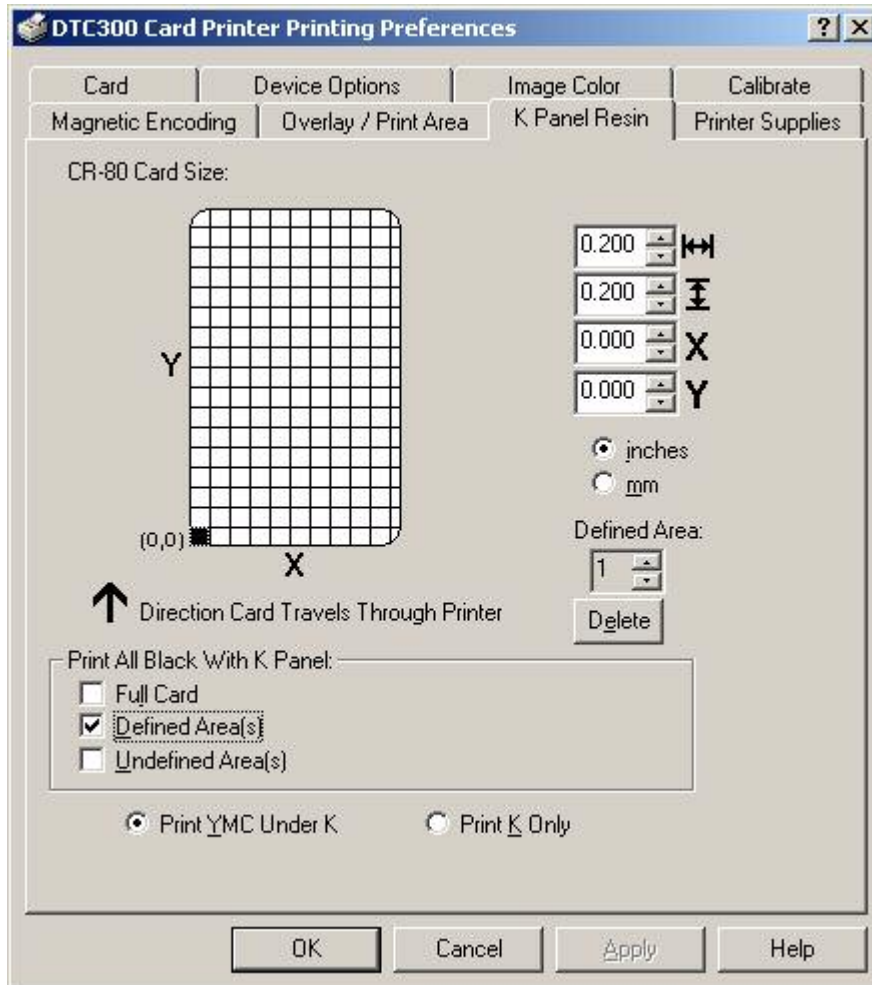 DTC300 Card Printer Printing Preferences
Card Device Options Image Color Calibrate
Magnetic Encoding Overlay / Print Area K Panel Resin Printer Supplies
CR-80 Card Size:
0.200
0.200
0.000 X
0.000 Y
Y
inches
mm
(0,0)
X
Defined Area:
1
Direction Card Travels Through Printer
Delete
Print All Black With K Panel:
Full Card
Defined Area(s)
Undefined Area(s)
Print YMC Under K Print K Only
OK Cancel Apply Help